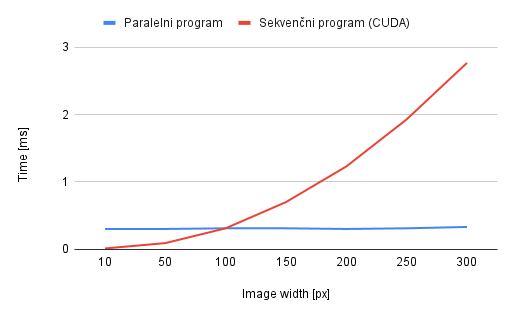 Paralelni program Sekvenčni program (CUDA)
3
2
1
0
Time [ms]
10 50 100 150 200 250 300
Image width [px]